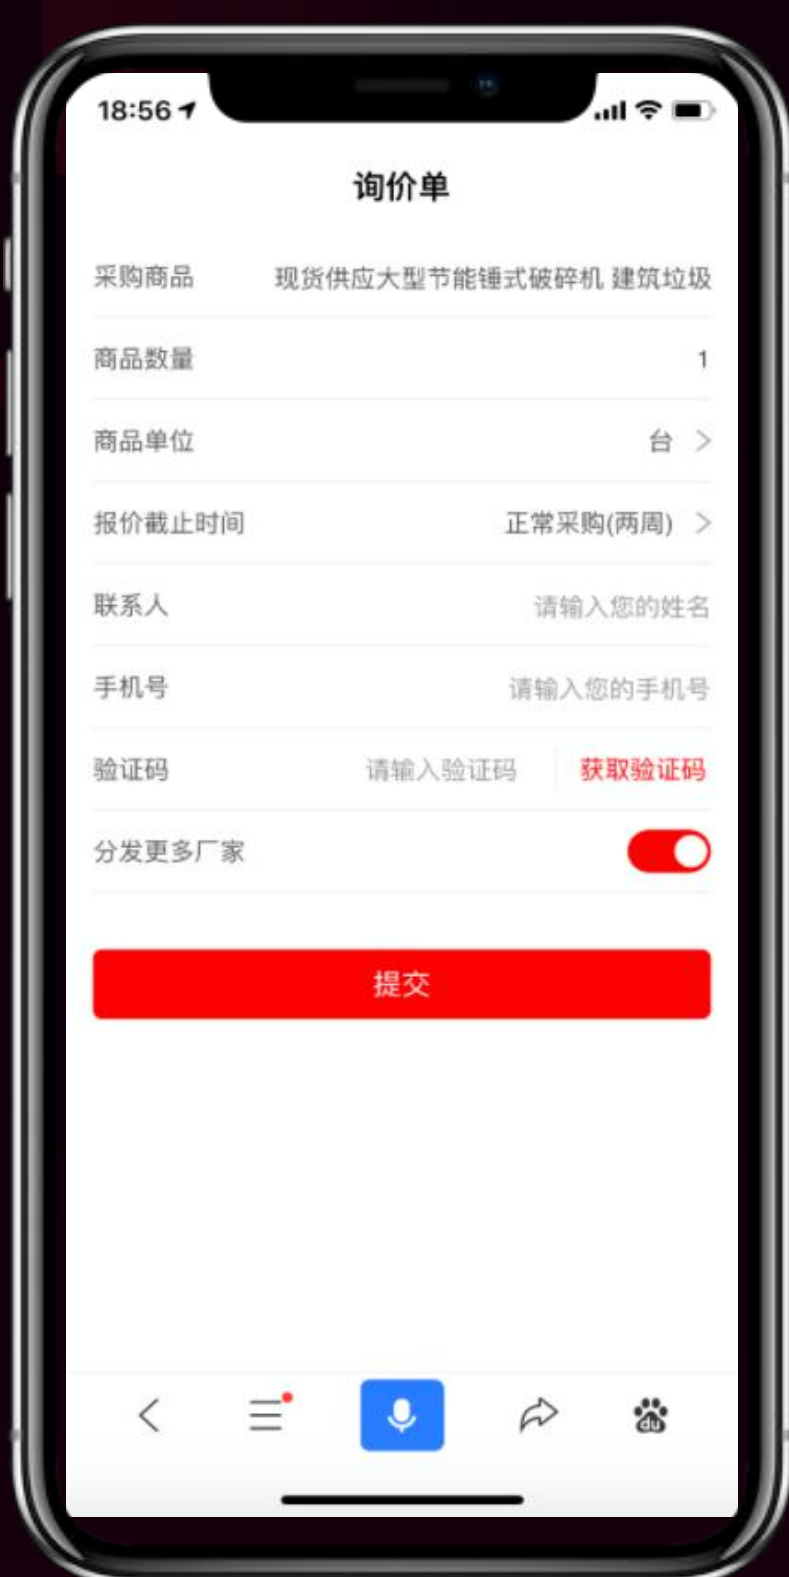 18:56
询价单
采购商品 现货供应大型节能锤式破碎机 建筑垃圾
商品数量 1
商品单位 台
报价截止时间 正常采购(两周)
联系人 请输入您的姓名
手机号 请输入您的手机号
验证码 请输入验证码 获取验证码
分发更多厂家
提交
du